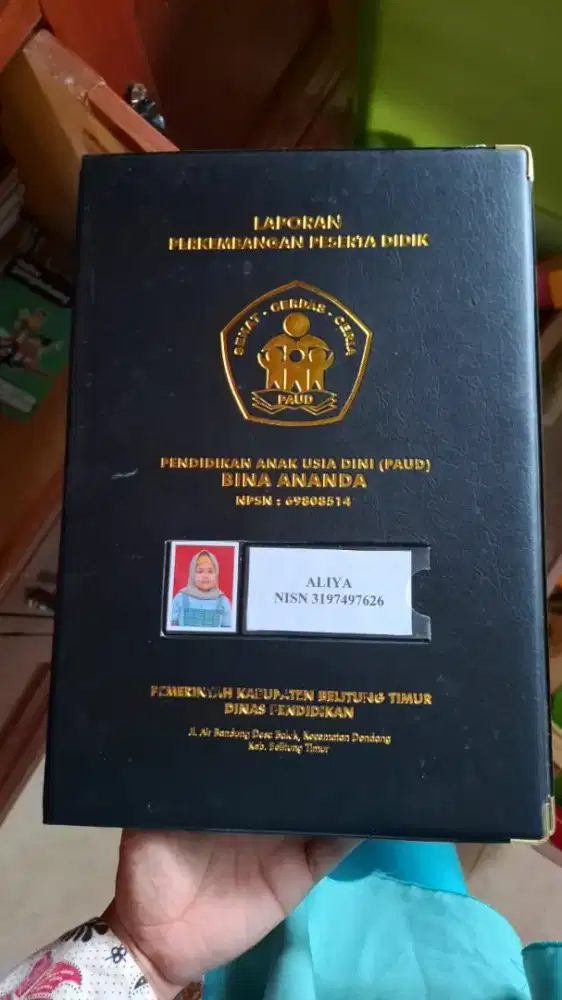 LAPORAN
PERKEMBANGAN PESERTA DIDIK
SEHAT - CERDAS - CERIA
PAUD
PENDIDIKAN ANAK USIA DINI (PAUD)
BINA ANANDA
NPSN : 69808514
ALIYA
NISN 3197497626
PEMERINTAH KABUPATEN BELITUNG TIMUR
DINAS PENDIDIKAN
Jl. Air Bandung Desa Balok, Kecamatan Dendang
Kab. Belitung Timur